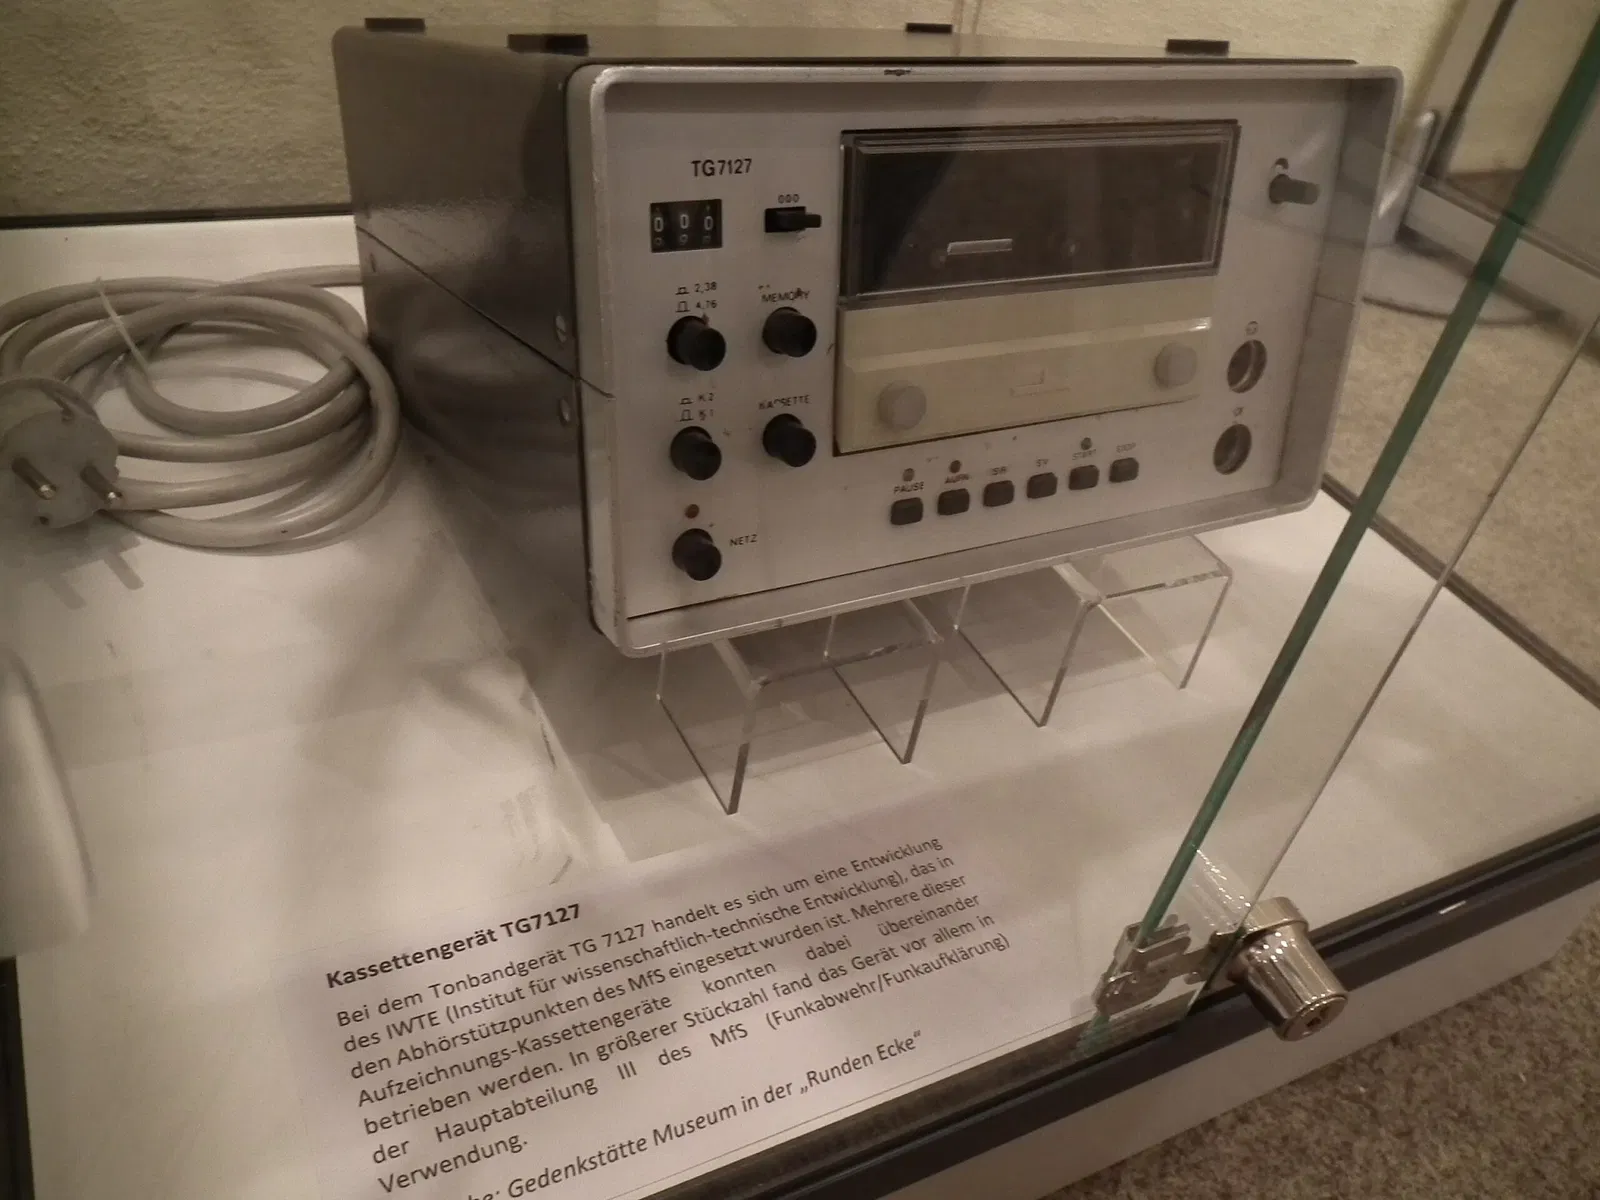 TG7127
000
0 0 0
2,38
4,76
MEMORY
K 2
K 1
KASSETTE
NETZ
PAUSE
AUFN
SV
START
STOP
Kassettengerät TG7127
Bei dem Tonbandgerät TG 7127 handelt es sich um eine Entwicklung
des IWTE (Institut für wissenschaftlich-technische Entwicklung), das in
den Abhörstützpunkten des MfS eingesetzt wurden ist. Mehrere dieser
Aufzeichnungs-Kassettengeräte konnten dabei übereinander
betrieben werden. In größerer Stückzahl fand das Gerät vor allem in
der Hauptabteilung III des MfS (Funkabwehr/Funkaufklärung)
Verwendung.
Gedenkstätte Museum in der „Runden Ecke“